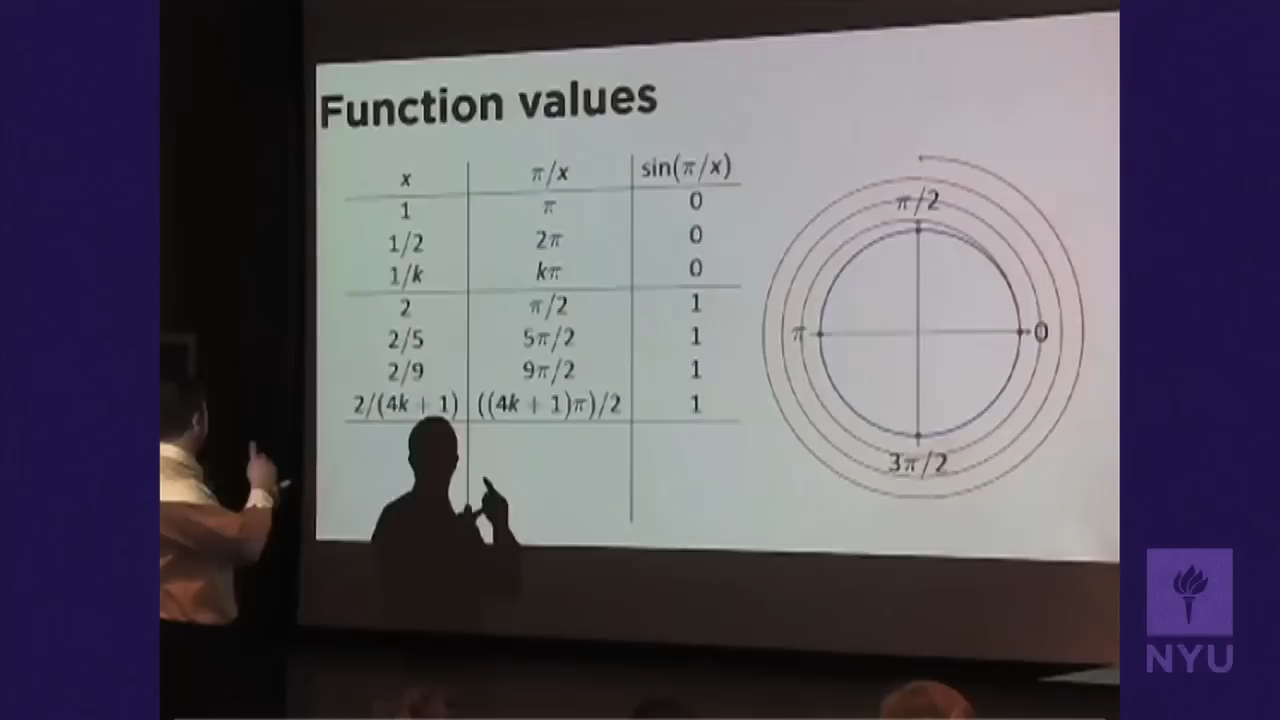 Function values
x π/x sin(π/x)
1 π 0
1/2 2π 0
1/k kπ 0
2 π/2 1
2/5 5π/2 1
2/9 9π/2 1
2/(4k + 1) ((4k + 1)π)/2 1
π/2
π 0
3π/2
NYU